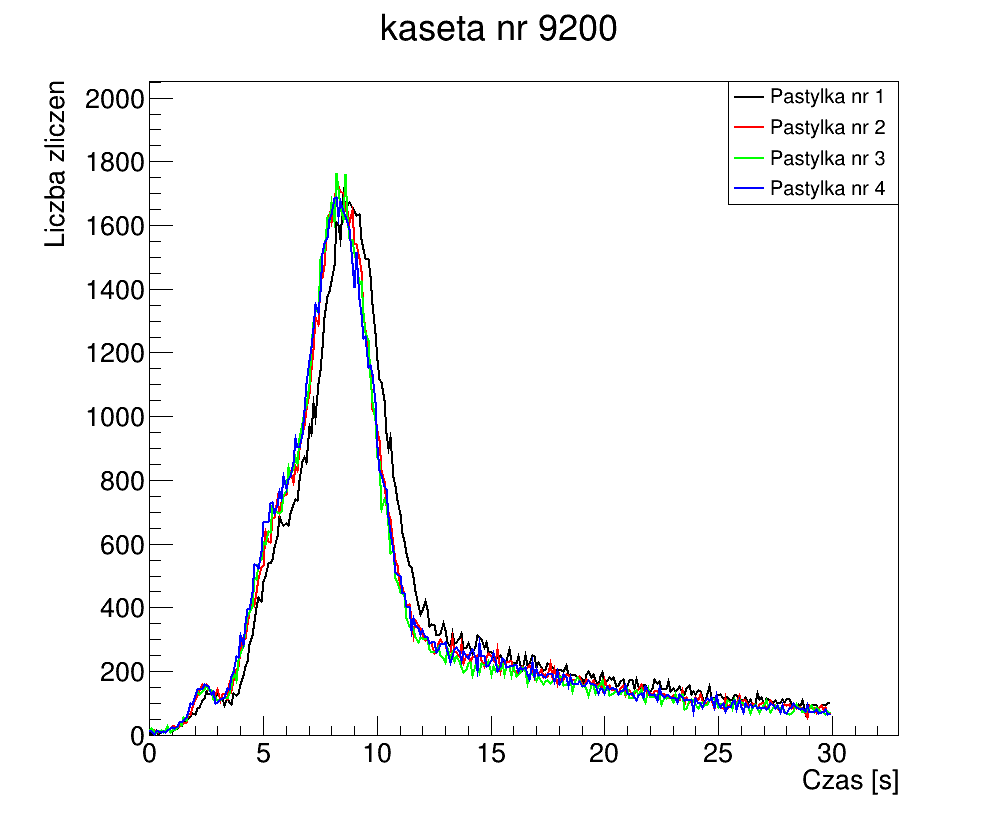 kaseta nr 9200
Liczba zliczen
2000
1800
1600
1400
1200
1000
800
600
400
200
0
Pastylka nr 1
Pastylka nr 2
Pastylka nr 3
Pastylka nr 4
0 5 10 15 20 25 30
Czas [s]